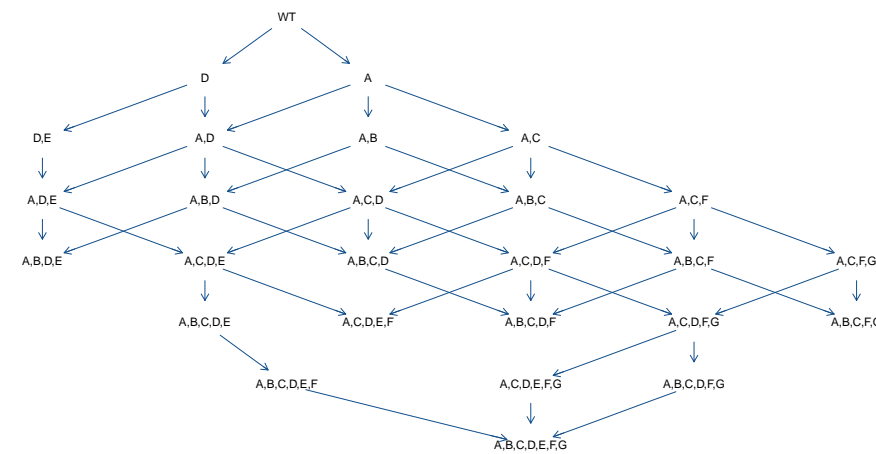 WT
D A
D,E A,D A,B A,C
A,D,E A,B,D A,C,D A,B,C A,C,F
A,B,D,E A,C,D,E A,B,C,D A,C,D,F A,B,C,F A,C,F,G
A,B,C,D,E A,C,D,E,F A,B,C,D,F A,C,D,F,G A,B,C,F,
A,B,C,D,E,F A,C,D,E,F,G A,B,C,D,F,G
A,B,C,D,E,F,G